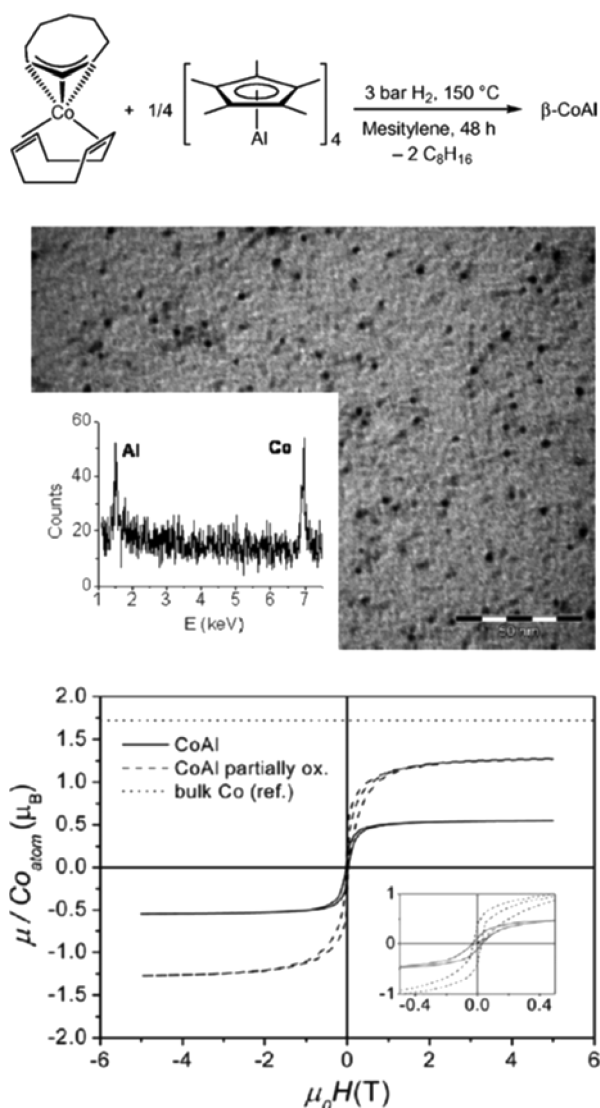 Co + 1/4 [ Al ]4
3 bar H2, 150 °C
Mesitylene, 48 h
– 2 C8H16
β-CoAl
60
40
20
0
Counts
Al
Co
1 2 3 4 5 6 7
E (keV)
50 nm
2.0
1.5
1.0
0.5
0.0
-0.5
-1.0
-1.5
-2.0
μ / Coatom (μB)
CoAl
CoAl partially ox.
bulk Co (ref.)
1
0
-1
-0.4 0.0 0.4
-6 -4 -2 0 2 4 6
μ0H(T)